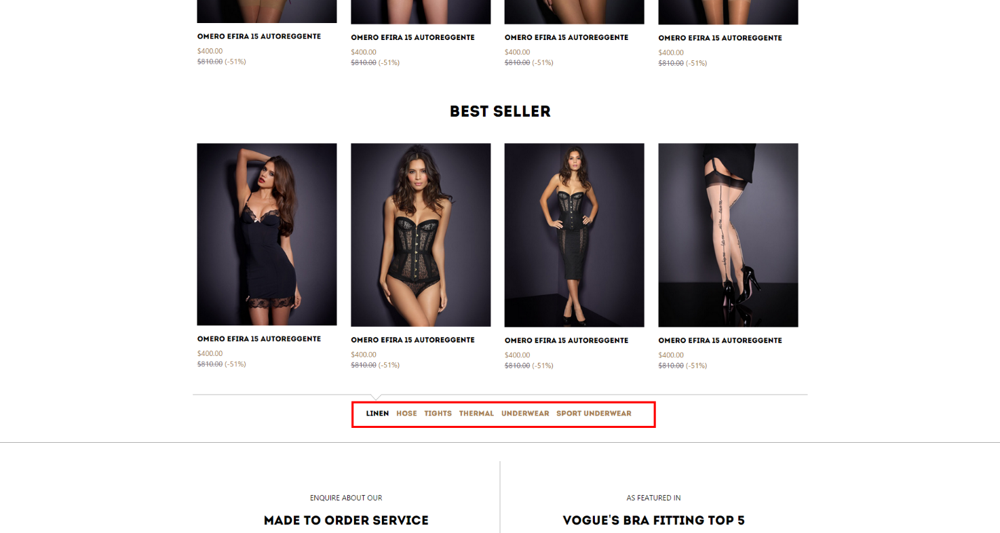 OMERO EFIRA 15 AUTOREGGENTE OMERO EFIRA 15 AUTOREGGENTE OMERO EFIRA 15 AUTOREGGENTE OMERO EFIRA 15 AUTOREGGENTE
$400.00 $400.00 $400.00 $400.00
$810.00 (-51%) $810.00 (-51%) $810.00 (-51%) $810.00 (-51%)
BEST SELLER
OMERO EFIRA 15 AUTOREGGENTE OMERO EFIRA 15 AUTOREGGENTE OMERO EFIRA 15 AUTOREGGENTE OMERO EFIRA 15 AUTOREGGENTE
$400.00 $400.00 $400.00 $400.00
$810.00 (-51%) $810.00 (-51%) $810.00 (-51%) $810.00 (-51%)
LINEN HOSE TIGHTS THERMAL UNDERWEAR SPORT UNDERWEAR
ENQUIRE ABOUT OUR
MADE TO ORDER SERVICE
AS FEATURED IN
VOGUE'S BRA FITTING TOP 5